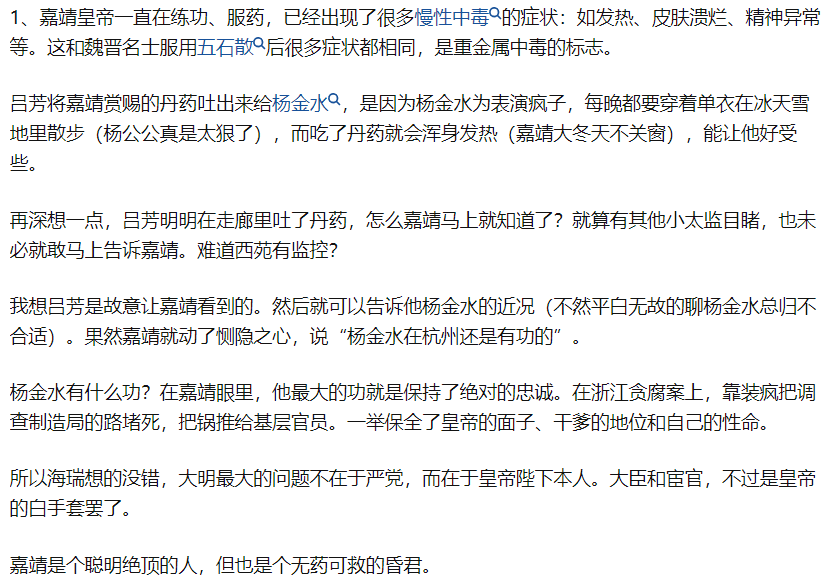 1、嘉靖皇帝一直在练功、服药，已经出现了很多慢性中毒的症状：如发热、皮肤溃烂、精神异常
等。这和魏晋名士服用五石散后很多症状都相同，是重金属中毒的标志。
吕芳将嘉靖赏赐的丹药吐出来给杨金水，是因为杨金水为表演疯子，每晚都要穿着单衣在冰天雪
地里散步（杨公公真是太狠了），而吃了丹药就会浑身发热（嘉靖大冬天不关窗），能让他好受
些。
再深想一点，吕芳明明在走廊里吐了丹药，怎么嘉靖马上就知道了？就算有其他小太监目睹，也未
必就敢马上告诉嘉靖。难道西苑有监控？
我想吕芳是故意让嘉靖看到的。然后就可以告诉他杨金水的近况（不然平白无故的聊杨金水总归不
合适）。果然嘉靖就动了恻隐之心，说“杨金水在杭州还是有功的”。
杨金水有什么功？在嘉靖眼里，他最大的功就是保持了绝对的忠诚。在浙江贪腐案上，靠装疯把调
查制造局的路堵死，把锅推给基层官员。一举保全了皇帝的面子、干爹的地位和自己的性命。
所以海瑞想的没错，大明最大的问题不在于严党，而在于皇帝陛下本人。大臣和宦官，不过是皇帝
的白手套罢了。
嘉靖是个聪明绝顶的人，但也是个无药可救的昏君。